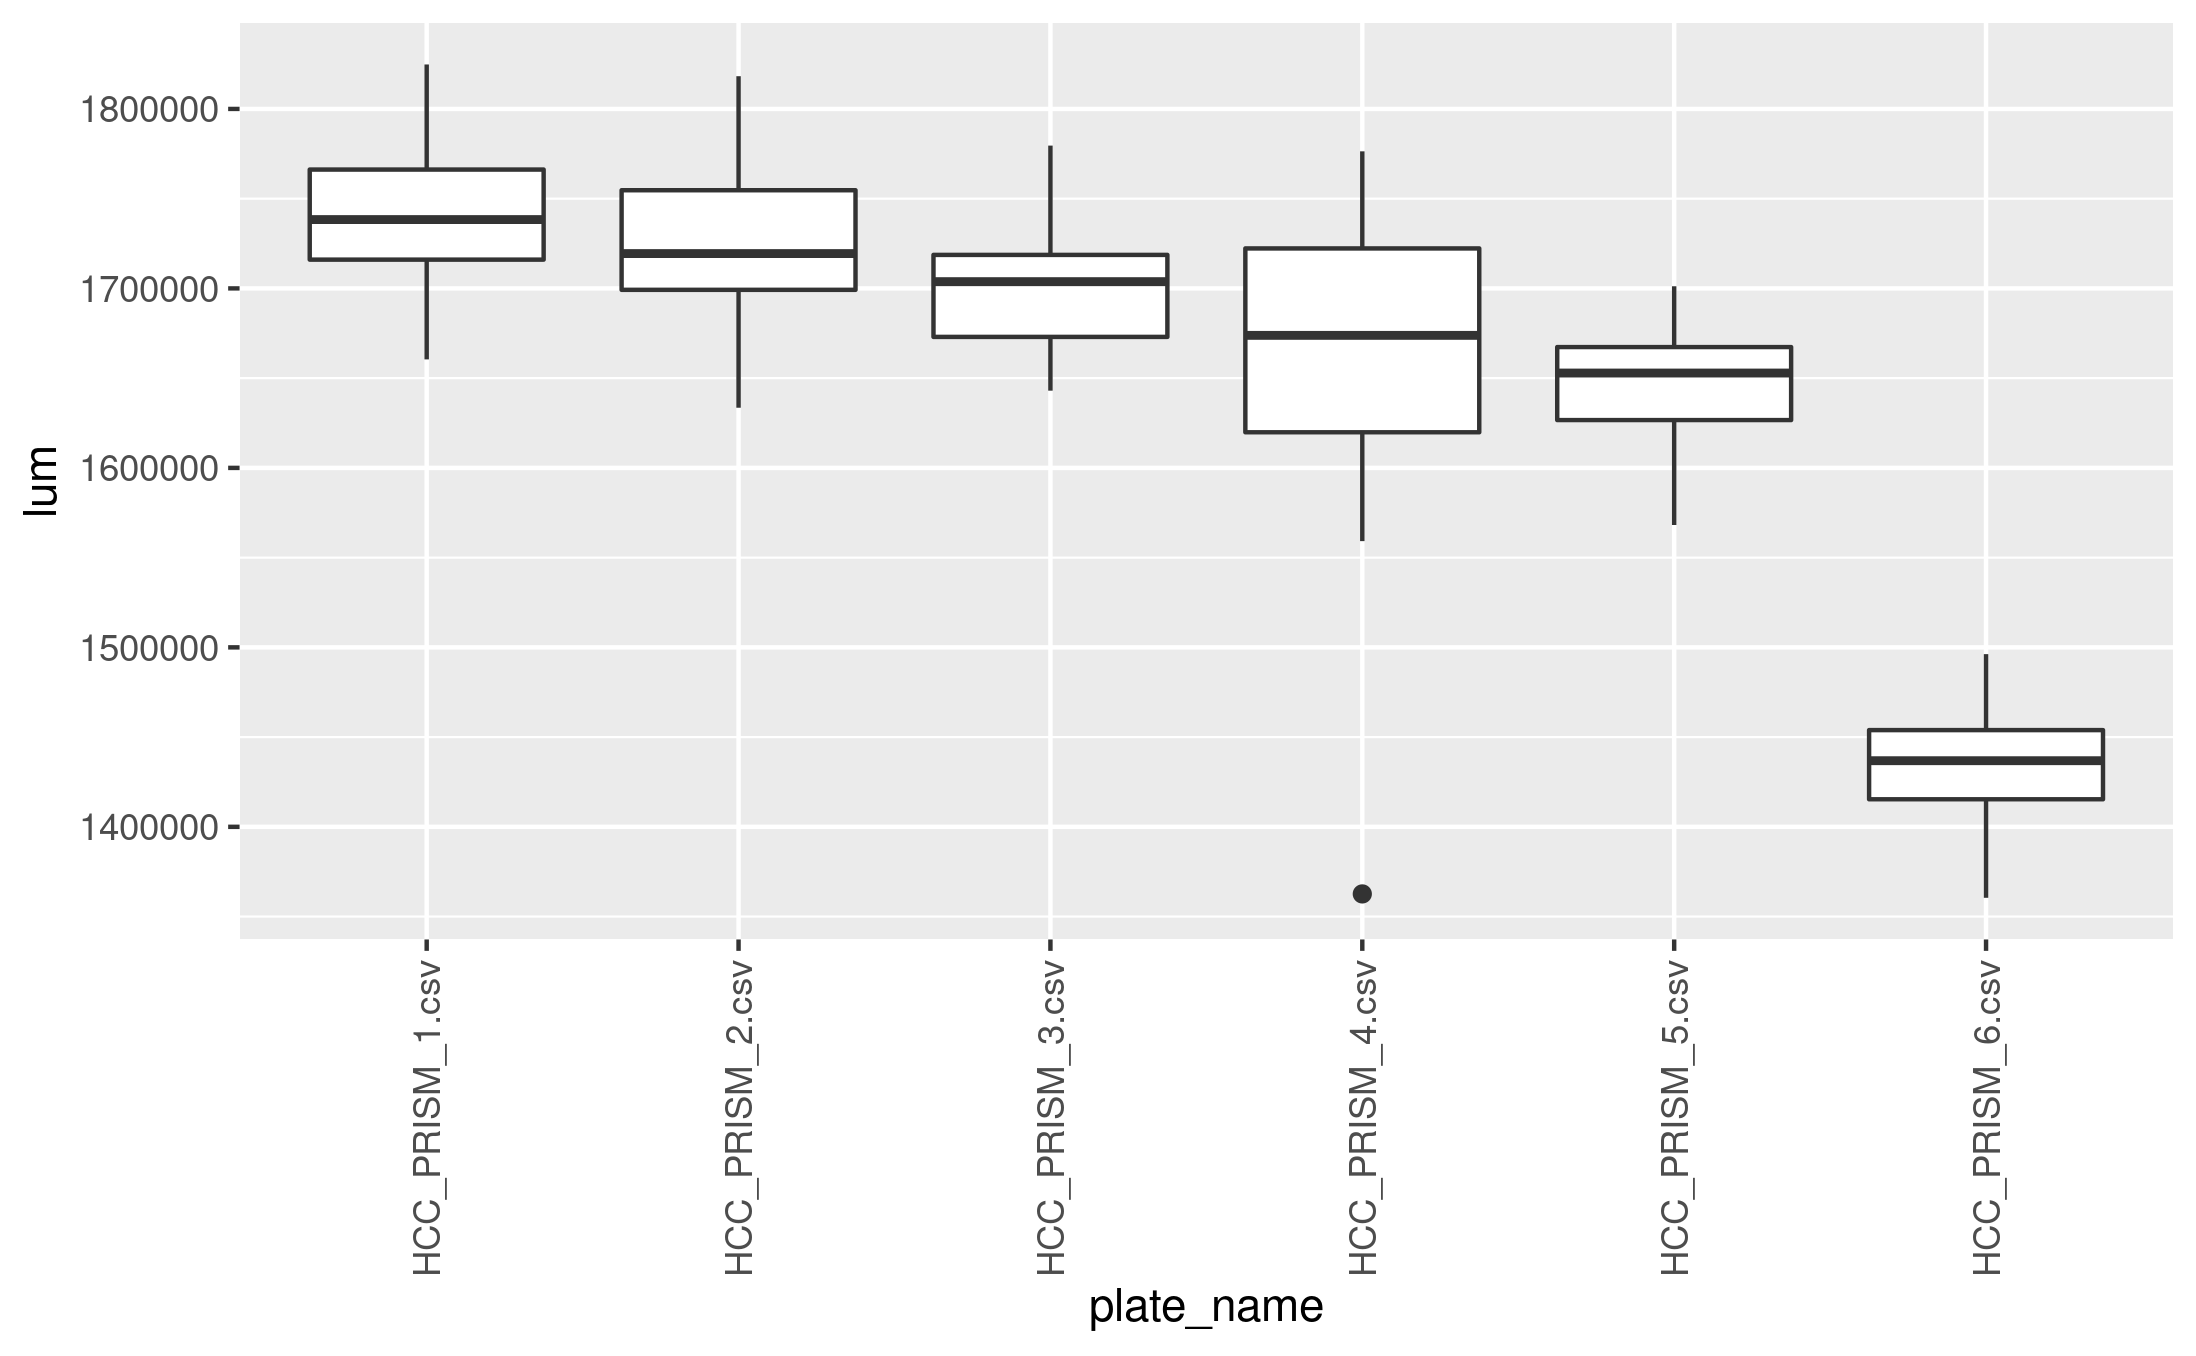 lum
1800000
1700000
1600000
1500000
1400000
HCC_PRISM_1.csv
HCC_PRISM_2.csv
HCC_PRISM_3.csv
HCC_PRISM_4.csv
HCC_PRISM_5.csv
HCC_PRISM_6.csv
plate_name